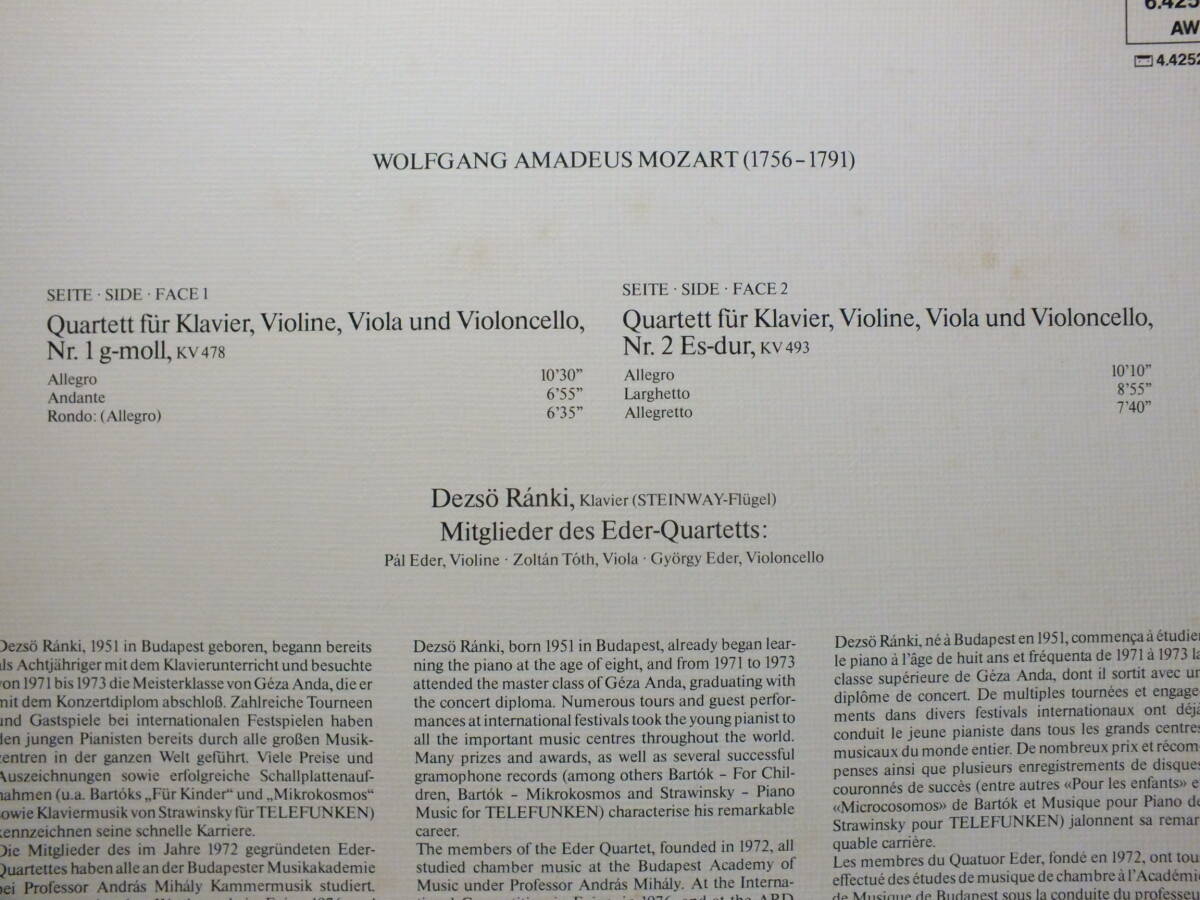 6.425
AW
4.4252
WOLFGANG AMADEUS MOZART (1756–1791)
SEITE · SIDE · FACE 1
Quartett für Klavier, Violine, Viola und Violoncello,
Nr. 1 g-moll, KV 478
Allegro 10'30”
Andante 6'55”
Rondo: (Allegro) 6'35”
SEITE · SIDE · FACE 2
Quartett für Klavier, Violine, Viola und Violoncello,
Nr. 2 Es-dur, KV 493
Allegro 10'10”
Larghetto 8'55”
Allegretto 7'40”
Dezsö Ránki, Klavier (STEINWAY-Flügel)
Mitglieder des Eder-Quartetts:
Pál Eder, Violine · Zoltán Tóth, Viola · György Eder, Violoncello
Dezsö Ránki, 1951 in Budapest geboren, begann bereits
als Achtjähriger mit dem Klavierunterricht und besuchte
von 1971 bis 1973 die Meisterklasse von Géza Anda, die er
mit dem Konzertdiplom abschloß. Zahlreiche Tourneen
und Gastspiele bei internationalen Festspielen haben
den jungen Pianisten bereits durch alle großen Musik-
zentren in der ganzen Welt geführt. Viele Preise und
Auszeichnungen sowie erfolgreiche Schallplattenauf-
nahmen (u.a. Bartóks „Für Kinder“ und „Mikrokosmos“
sowie Klaviermusik von Strawinsky für TELEFUNKEN)
kennzeichnen seine schnelle Karriere.
Die Mitglieder des im Jahre 1972 gegründeten Eder-
Quartettes haben alle an der Budapester Musikakademie
bei Professor András Mihály Kammermusik studiert.
Dezsö Ránki, born 1951 in Budapest, already began lear-
ning the piano at the age of eight, and from 1971 to 1973
attended the master class of Géza Anda, graduating with
the concert diploma. Numerous tours and guest perfor-
mances at international festivals took the young pianist to
all the important music centres throughout the world.
Many prizes and awards, as well as several successful
gramophone records (among others Bartók – For Chil-
dren, Bartók – Mikrokosmos and Strawinsky – Piano
Music for TELEFUNKEN) characterise his remarkable
career.
The members of the Eder Quartet, founded in 1972, all
studied chamber music at the Budapest Academy of
Music under Professor András Mihály. At the Interna-
Dezsö Ránki, né à Budapest en 1951, commença à étudier
le piano à l'âge de huit ans et fréquenta de 1971 à 1973 la
classe supérieure de Géza Anda, dont il sortit avec un
diplôme de concert. De multiples tournées et engage-
ments dans divers festivals internationaux ont déjà
conduit le jeune pianiste dans tous les grands centres
musicaux du monde entier. De nombreux prix et récom-
penses ainsi que plusieurs enregistrements de disques
couronnés de succès (entre autres «Pour les enfants» e
«Microcosomos» de Bartók et Musique pour Piano de
Strawinsky pour TELEFUNKEN) jalonnent sa remar-
quable carrière.
Les membres du Quatuor Eder, fondé en 1972, ont tous
effectué des études de musique de chambre à l'Académie
de Musique de Budapest sous la conduite du professeur